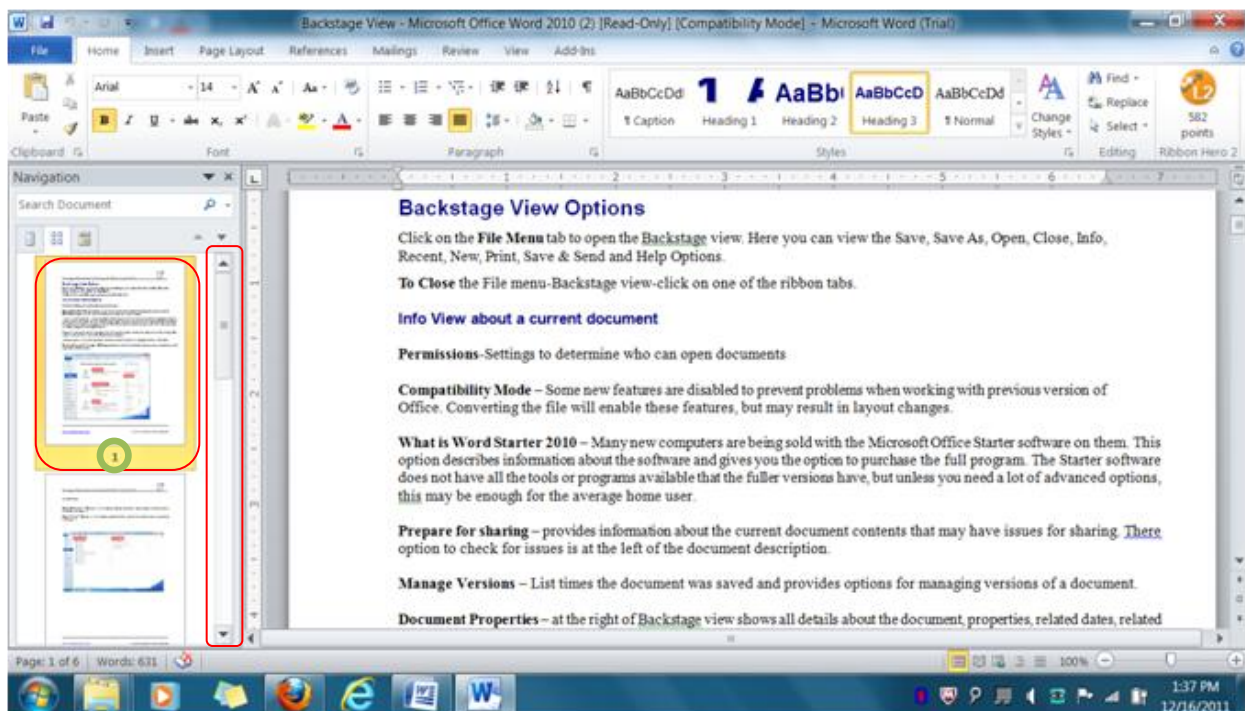 Backstage View - Microsoft Office Word 2010 (2) [Read-Only] [Compatibility Mode] - Microsoft Word (Trial)
File Home Insert Page Layout References Mailings Review View Add-Ins
Paste
Clipboard
Arial 14
Font
Paragraph
AaBbCcDd Caption
Heading 1
AaBb Heading 2
AaBbCcD Heading 3
AaBbCcDd Normal
Change Styles
Styles
Find
Replace
Select
Editing
582 points
Ribbon Hero 2
Navigation
Search Document
1
Backstage View Options
Click on the File Menu tab to open the Backstage view. Here you can view the Save, Save As, Open, Close, Info,
Recent, New, Print, Save & Send and Help Options.
To Close the File menu-Backstage view-click on one of the ribbon tabs.
Info View about a current document
Permissions-Settings to determine who can open documents
Compatibility Mode – Some new features are disabled to prevent problems when working with previous version of
Office. Converting the file will enable these features, but may result in layout changes.
What is Word Starter 2010 – Many new computers are being sold with the Microsoft Office Starter software on them. This
option describes information about the software and gives you the option to purchase the full program. The Starter software
does not have all the tools or programs available that the fuller versions have, but unless you need a lot of advanced options,
this may be enough for the average home user.
Prepare for sharing – provides information about the current document contents that may have issues for sharing. There
option to check for issues is at the left of the document description.
Manage Versions – List times the document was saved and provides options for managing versions of a document.
Document Properties – at the right of Backstage view shows all details about the document, properties, related dates, related
Page: 1 of 6 Words: 631 100%
1:37 PM
12/16/2011